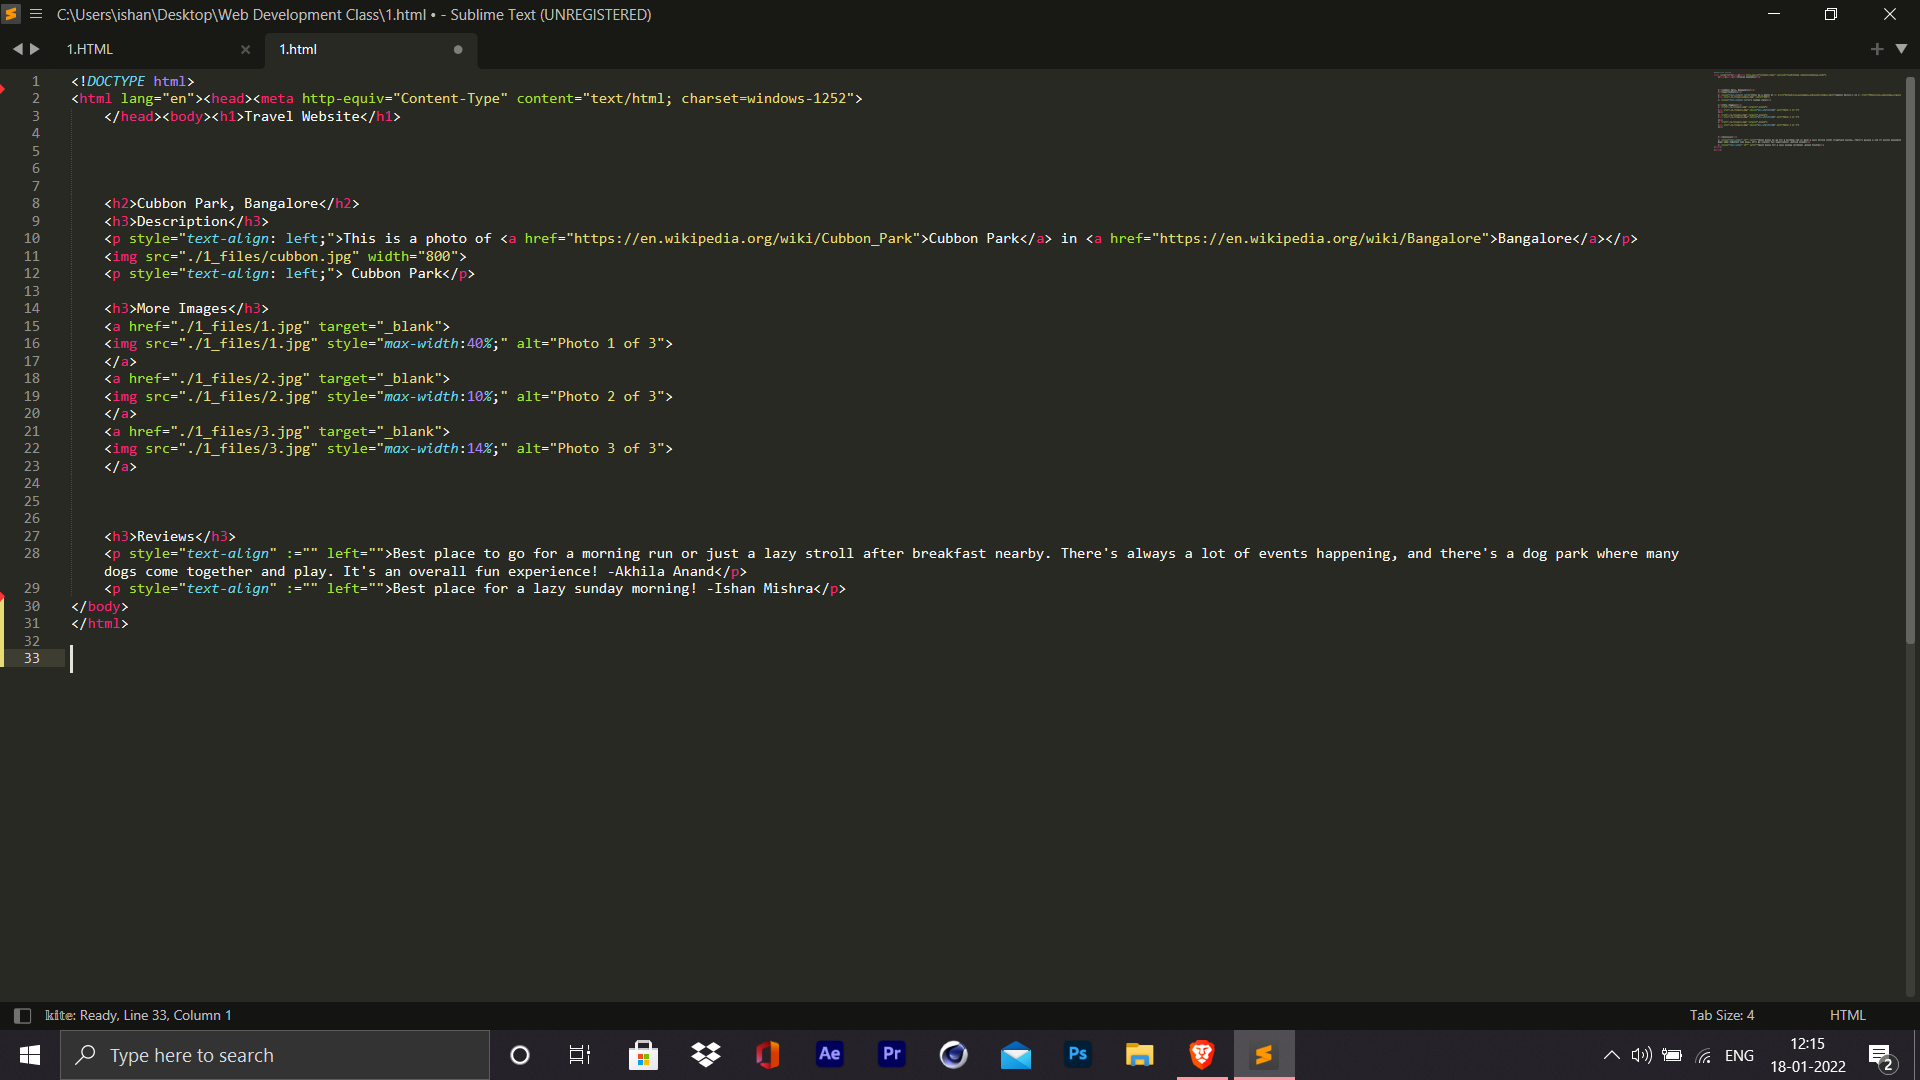 C:\Users\ishan\Desktop\Web Development Class\1.html • - Sublime Text (UNREGISTERED)
1.HTML
1.html
1 <!DOCTYPE html>
2 <html lang="en"><head><meta http-equiv="Content-Type" content="text/html; charset=windows-1252">
3 </head><body><h1>Travel Website</h1>
4
5
6
7
8 <h2>Cubbon Park, Bangalore</h2>
9 <h3>Description</h3>
10 <p style="text-align: left;">This is a photo of <a href="https://en.wikipedia.org/wiki/Cubbon_Park">Cubbon Park</a> in <a href="https://en.wikipedia.org/wiki/Bangalore">Bangalore</a></p>
11 <img src="./1_files/cubbon.jpg" width="800">
12 <p style="text-align: left;"> Cubbon Park</p>
13
14 <h3>More Images</h3>
15 <a href="./1_files/1.jpg" target="_blank">
16 <img src="./1_files/1.jpg" style="max-width:40%;" alt="Photo 1 of 3">
17 </a>
18 <a href="./1_files/2.jpg" target="_blank">
19 <img src="./1_files/2.jpg" style="max-width:10%;" alt="Photo 2 of 3">
20 </a>
21 <a href="./1_files/3.jpg" target="_blank">
22 <img src="./1_files/3.jpg" style="max-width:14%;" alt="Photo 3 of 3">
23 </a>
24
25
26
27 <h3>Reviews</h3>
28 <p style="text-align" :="" left="">Best place to go for a morning run or just a lazy stroll after breakfast nearby. There's always a lot of events happening, and there's a dog park where many
dogs come together and play. It's an overall fun experience! -Akhila Anand</p>
29 <p style="text-align" :="" left="">Best place for a lazy sunday morning! -Ishan Mishra</p>
30 </body>
31 </html>
32
33
kite: Ready, Line 33, Column 1
Tab Size: 4
HTML
Type here to search
Ae
Pr
Ps
ENG
12:15
18-01-2022
2